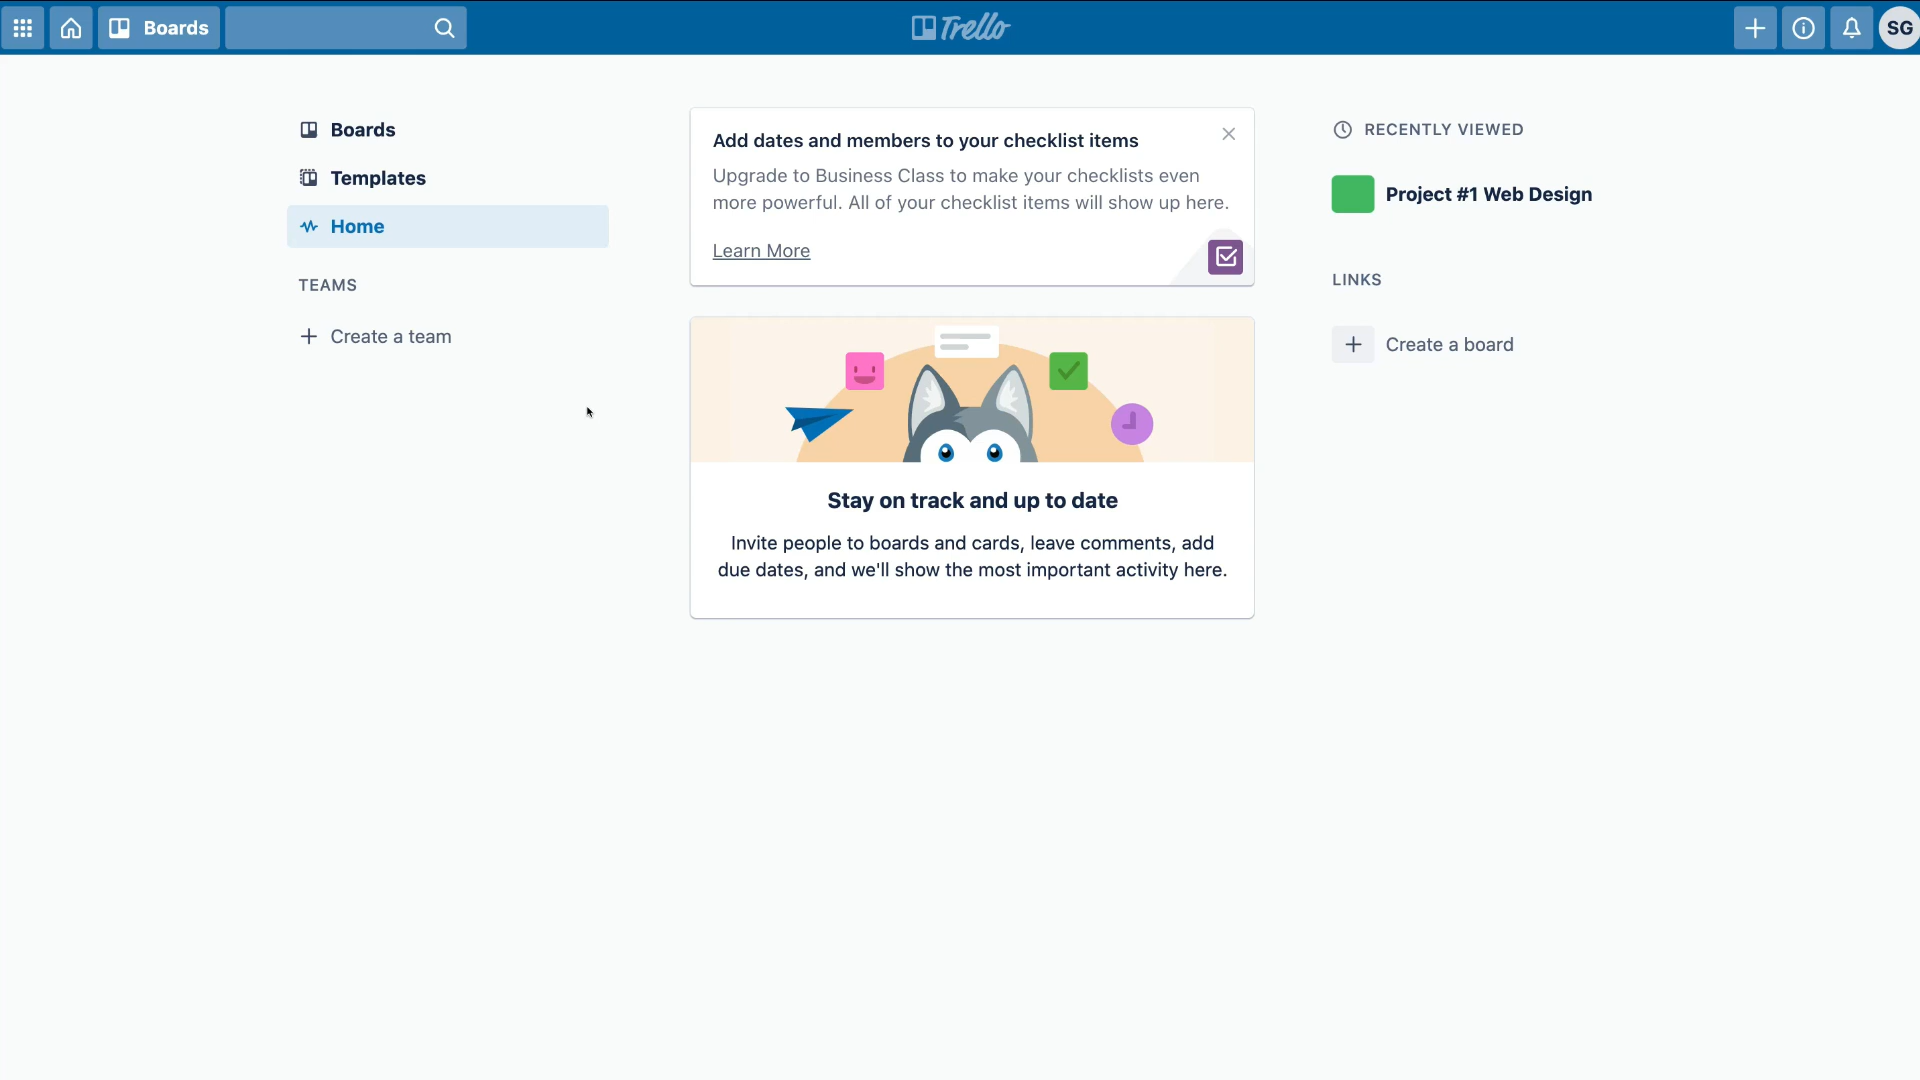 Boards
Trello
SG
Boards
Templates
Home
TEAMS
Create a team
Add dates and members to your checklist items
Upgrade to Business Class to make your checklists even
more powerful. All of your checklist items will show up here.
Learn More
Stay on track and up to date
Invite people to boards and cards, leave comments, add
due dates, and we'll show the most important activity here.
RECENTLY VIEWED
Project #1 Web Design
LINKS
Create a board